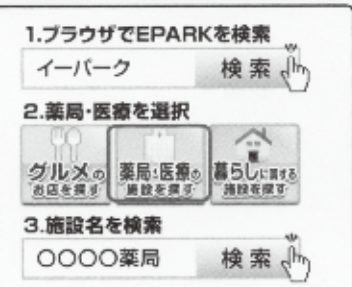 1.ブラウザでEPARKを検索
イーパーク 検索
2.薬局・医療を選択
グルメの
お店を探す
薬局・医療の
施設を探す
暮らしに関する
施設を探す
3.施設名を検索
〇〇〇〇薬局 検索